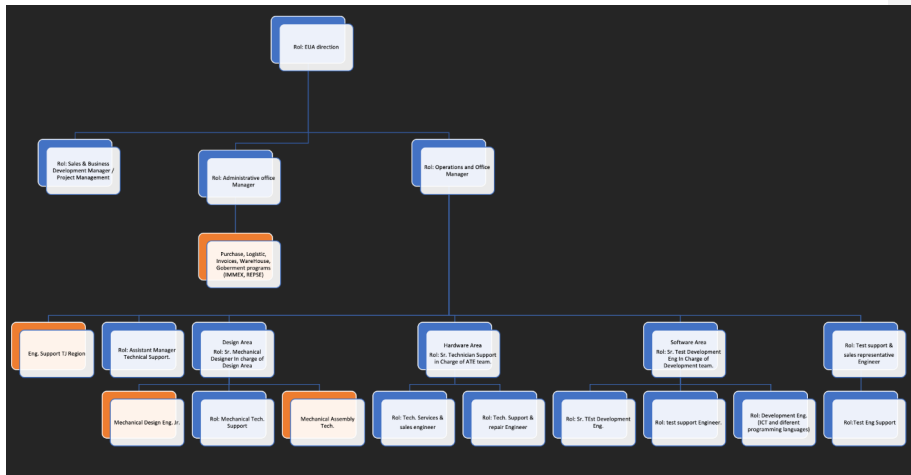 Rol: EUA direction
Rol: Sales & Business
Development Manager /
Project Management
Rol: Administrative office
Manager
Rol: Operations and Office
Manager
Purchase, Logistic,
Invoices, WareHouse,
Goberment programs
(IMMEX, REPSE)
Eng. Support TJ Region
Rol: Assistant Manager
Technical Support.
Design Area
Rol: Sr. Mechanical
Designer In charge of
Design Area
Hardware Area
Rol: Sr. Technician Support
in Charge of ATE team.
Software Area
Rol: Sr. Test Development
Eng In Charge of
Development team.
Rol: Test support &
sales representative
Engineer
Mechanical Design Eng. Jr.
Rol: Mechanical Tech.
Support
Mechanical Assembly
Tech.
Rol: Tech. Services &
sales engineer
Rol: Tech. Support &
repair Engineer
Rol: Sr. TEst Development
Eng.
Rol: test support Engineer.
Rol: Development Eng.
(ICT and diferent
programming languages)
Rol:Test Eng Support